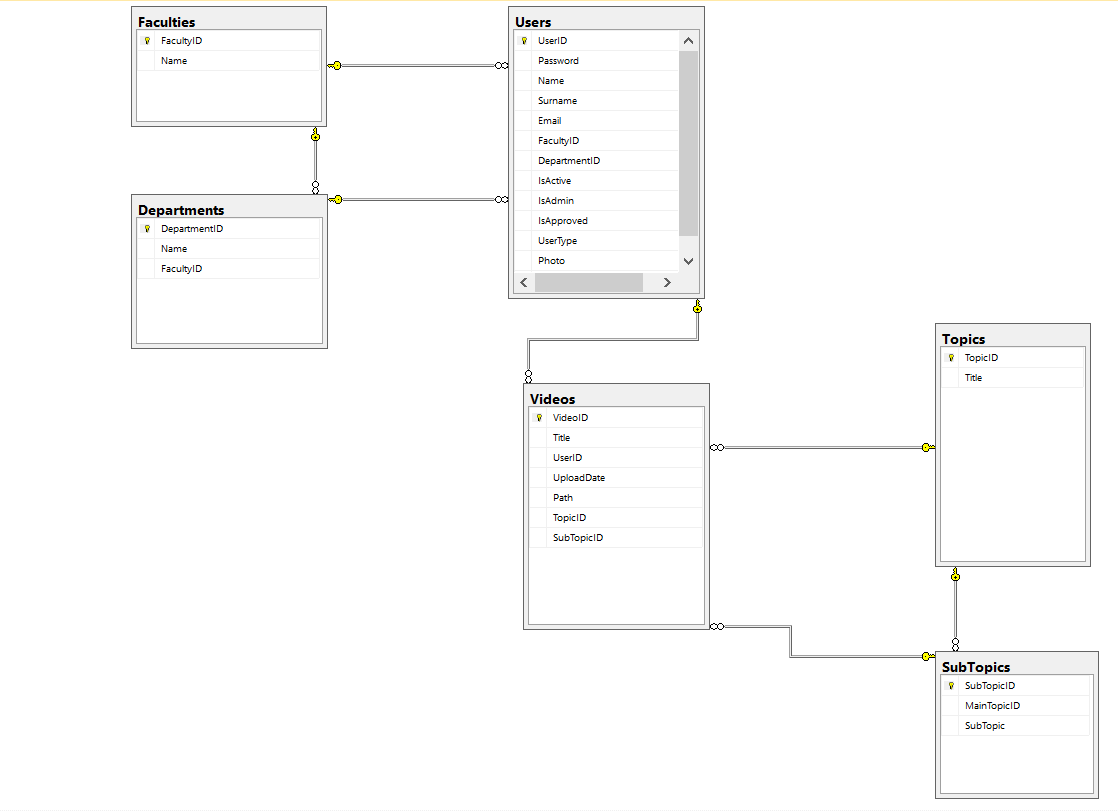 Faculties
FacultyID
Name
Users
UserID
Password
Name
Surname
Email
FacultyID
DepartmentID
IsActive
IsAdmin
IsApproved
UserType
Photo
Departments
DepartmentID
Name
FacultyID
Videos
VideoID
Title
UserID
UploadDate
Path
TopicID
SubTopicID
Topics
TopicID
Title
SubTopics
SubTopicID
MainTopicID
SubTopic